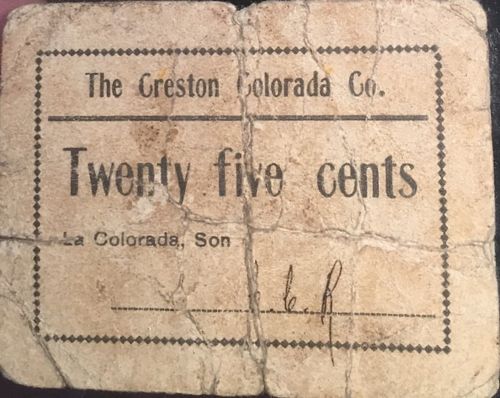 The Creston Colorada Co.
Twenty five cents
La Colorada, Son